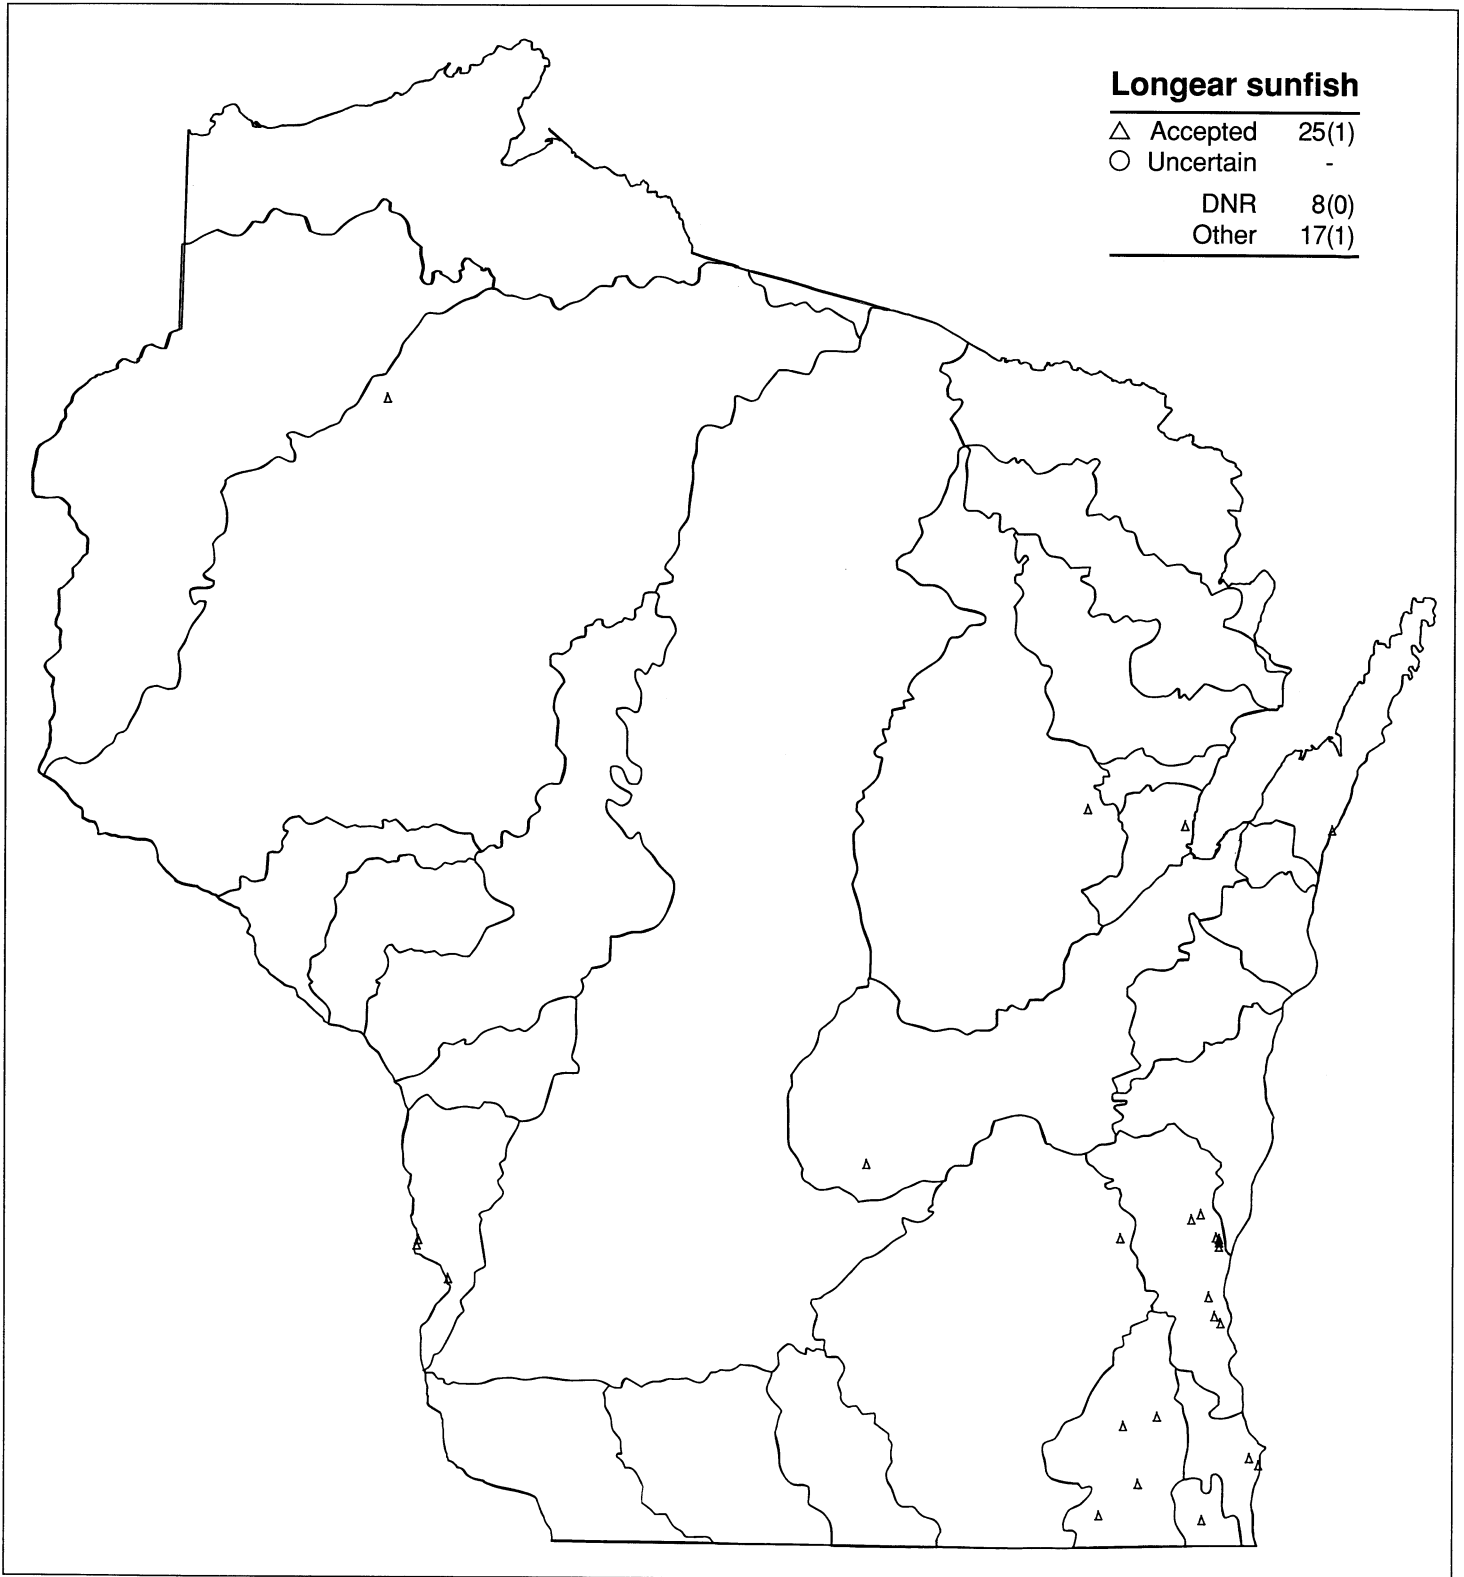 Longear sunfish
△ Accepted 25(1)
○ Uncertain -
DNR 8(0)
Other 17(1)